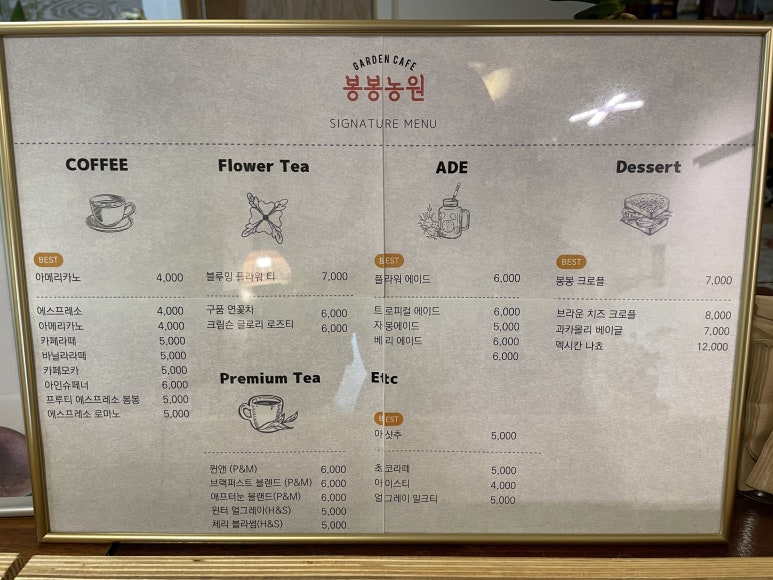 GARDEN CAFE
봉봉농원
SIGNATURE MENU
COFFEE
BEST
아메리카노 4,000
에스프레소 4,000
아메리카노 4,000
카페라떼 5,000
바닐라라떼 5,000
카페모카 5,000
아인슈페너 6,000
프루티 에스프레소 봉봉 5,000
에스프레소 로마노 5,000
Flower Tea
블루밍 플라워 티 7,000
구품 연꽃차 6,000
크림슨 글로리 로즈티 6,000
Premium Tea
퀸앤 (P&M) 6,000
브랙퍼스트 블렌드 (P&M) 6,000
애프터눈 블랜드(P&M) 6,000
윈터 얼그레이(H&S) 5,000
체리 블라썸(H&S) 5,000
ADE
BEST
플라워 에이드 6,000
트로피컬 에이드 6,000
자몽에이드 5,000
베리 에이드 6,000
6,000
Etc
BEST
아샷추 5,000
초코라떼 5,000
아이스티 4,000
얼그레이 밀크티 5,000
Dessert
BEST
봉봉 크로플 7,000
브라운 치즈 크로플 8,000
과카몰리 베이글 7,000
멕시칸 나쵸 12,000